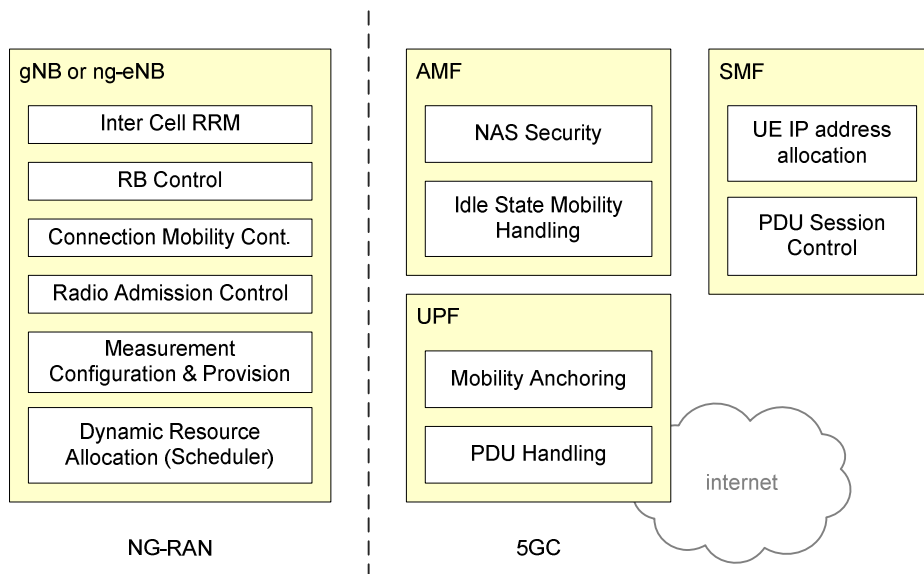 gNB or ng-eNB
Inter Cell RRM
RB Control
Connection Mobility Cont.
Radio Admission Control
Measurement
Configuration & Provision
Dynamic Resource
Allocation (Scheduler)
NG-RAN
AMF
NAS Security
Idle State Mobility
Handling
SMF
UE IP address
allocation
PDU Session
Control
UPF
Mobility Anchoring
PDU Handling
internet
5GC